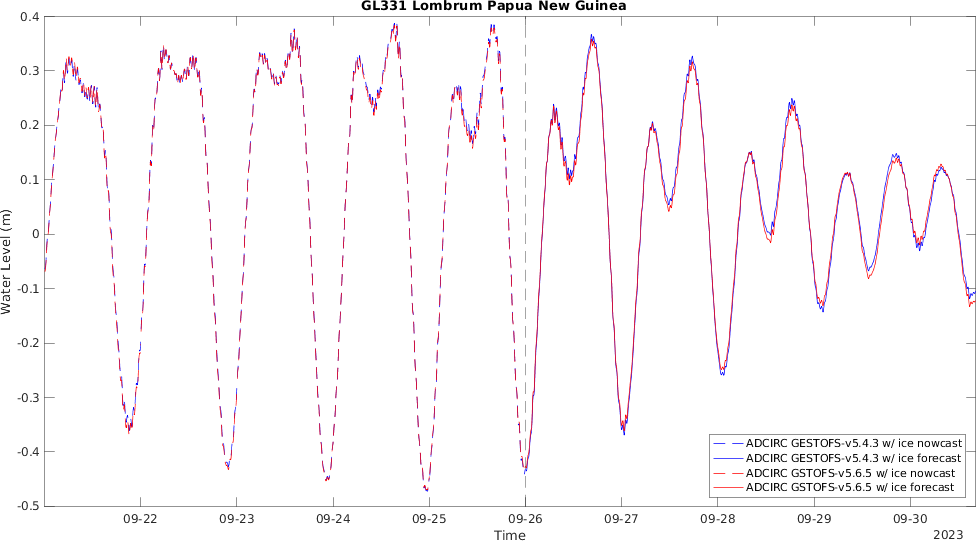 GL331 Lombrum Papua New Guinea
0.4
0.3
0.2
0.1
0
-0.1
-0.2
-0.3
-0.4
-0.5
Water Level (m)
09-22
09-23
09-24
09-25
09-26
09-27
09-28
09-29
09-30
Time
2023
ADCIRC GESTOFS-v5.4.3 w/ ice nowcast
ADCIRC GESTOFS-v5.4.3 w/ ice forecast
ADCIRC GSTOFS-v5.6.5 w/ ice nowcast
ADCIRC GSTOFS-v5.6.5 w/ ice forecast